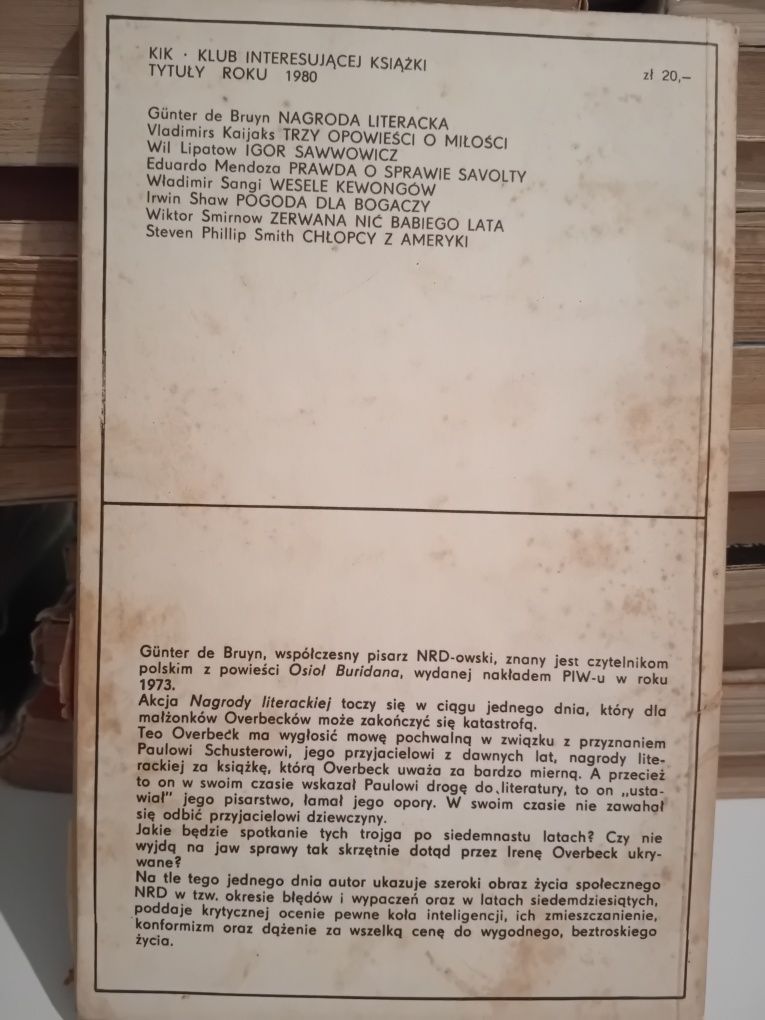 KIK · KLUB INTERESUJĄCEJ KSIĄŻKI
TYTUŁY ROKU 1980
zł 20,—
Günter de Bruyn NAGRODA LITERACKA
Vladimirs Kaijaks TRZY OPOWIEŚCI O MIŁOŚCI
Wil Lipatow IGOR SAWWOWICZ
Eduardo Mendoza PRAWDA O SPRAWIE SAVOLTY
Władimir Sangi WESELE KEWONGÓW
Irwin Shaw POGODA DLA BOGACZY
Wiktor Smirnow ZERWANA NIĆ BABIEGO LATA
Steven Phillip Smith CHŁOPCY Z AMERYKI
Günter de Bruyn, współczesny pisarz NRD-owski, znany jest czytelnikom
polskim z powieści Osioł Buridana, wydanej nakładem PIW-u w roku
1973.
Akcja Nagrody literackiej toczy się w ciągu jednego dnia, który dla
małżonków Overbecków może zakończyć się katastrofą.
Teo Overbeck ma wygłosić mowę pochwalną w związku z przyznaniem
Paulowi Schusterowi, jego przyjacielowi z dawnych lat, nagrody lite-
rackiej za książkę, którą Overbeck uważa za bardzo mierną. A przecież
to on w swoim czasie wskazał Paulowi drogę do literatury, to on „usta-
wiał" jego pisarstwo, łamał jego opory. W swoim czasie nie zawahał
się odbić przyjacielowi dziewczyny.
Jakie będzie spotkanie tych trojga po siedemnastu latach? Czy nie
wyjdą na jaw sprawy tak skrzętnie dotąd przez Irenę Overbeck ukry-
wane?
Na tle tego jednego dnia autor ukazuje szeroki obraz życia społecznego
NRD w tzw. okresie błędów i wypaczeń oraz w latach siedemdziesiątych,
poddaje krytycznej ocenie pewne koła inteligencji, ich zmieszczanienie,
konformizm oraz dążenie za wszelką cenę do wygodnego, beztroskiego
życia.